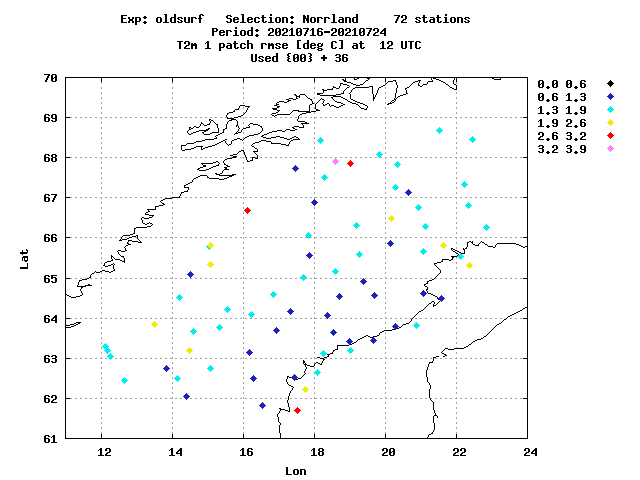 Exp: oldsurf   Selection: Norrland     72 stations
Period: 20210716-20210724
T2m 1 patch rmse [deg C] at  12 UTC
Used {00} + 36
0.0 0.6
0.6 1.3
1.3 1.9
1.9 2.6
2.6 3.2
3.2 3.9
70
69
68
67
66
65
64
63
62
61
Lat
12 14 16 18 20 22 24
Lon